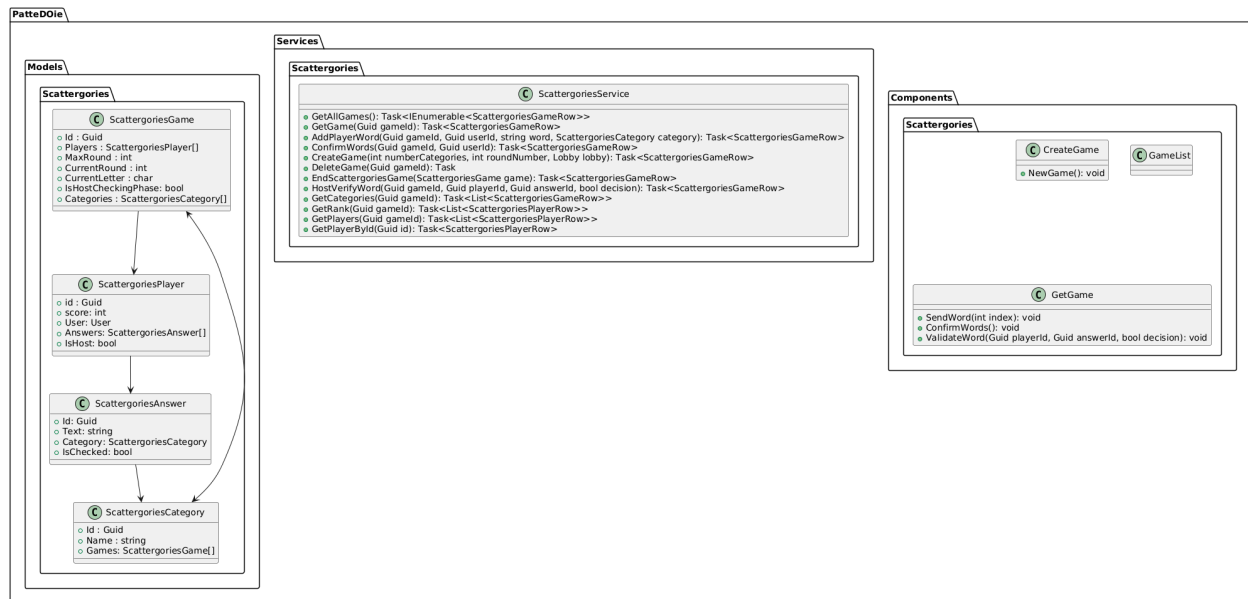 PatteDOie
Models
Scattergories
C ScattergoriesGame
Id : Guid
Players : ScattergoriesPlayer[]
MaxRound : int
CurrentRound : int
CurrentLetter : char
IsHostCheckingPhase: bool
Categories : ScattergoriesCategory[]
C ScattergoriesPlayer
id : Guid
score: int
User: User
Answers: ScattergoriesAnswer[]
IsHost: bool
C ScattergoriesAnswer
Id: Guid
Text: string
Category: ScattergoriesCategory
IsChecked: bool
C ScattergoriesCategory
Id : Guid
Name : string
Games: ScattergoriesGame[]
Services
Scattergories
C ScattergoriesService
GetAllGames(): Task<IEnumerable<ScattergoriesGameRow>>
GetGame(Guid gameId): Task<ScattergoriesGameRow>
AddPlayerWord(Guid gameId, Guid userId, string word, ScattergoriesCategory category): Task<ScattergoriesGameRow>
ConfirmWords(Guid gameId, Guid userId): Task<ScattergoriesGameRow>
CreateGame(int numberCategories, int roundNumber, Lobby lobby): Task<ScattergoriesGameRow>
DeleteGame(Guid gameId): Task
EndScattergoriesGame(ScattergoriesGame game): Task<ScattergoriesGameRow>
HostVerifyWord(Guid gameId, Guid playerId, Guid answerId, bool decision): Task<ScattergoriesGameRow>
GetCategories(Guid gameId): Task<List<ScattergoriesGameRow>>
GetRank(Guid gameId): Task<List<ScattergoriesPlayerRow>>
GetPlayers(Guid gameId): Task<List<ScattergoriesPlayerRow>>
GetPlayerById(Guid id): Task<ScattergoriesPlayerRow>
Components
Scattergories
C CreateGame
NewGame(): void
C GameList
C GetGame
SendWord(int index): void
ConfirmWords(): void
ValidateWord(Guid playerId, Guid answerId, bool decision): void